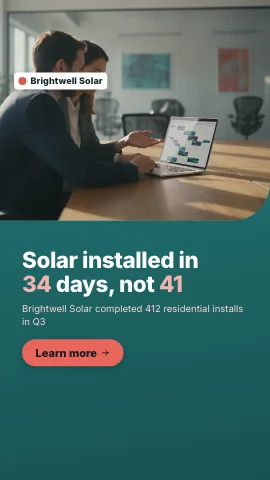 Brightwell Solar
Solar installed in
34 days, not 41
Brightwell Solar completed 412 residential installs
in Q3
Learn more →